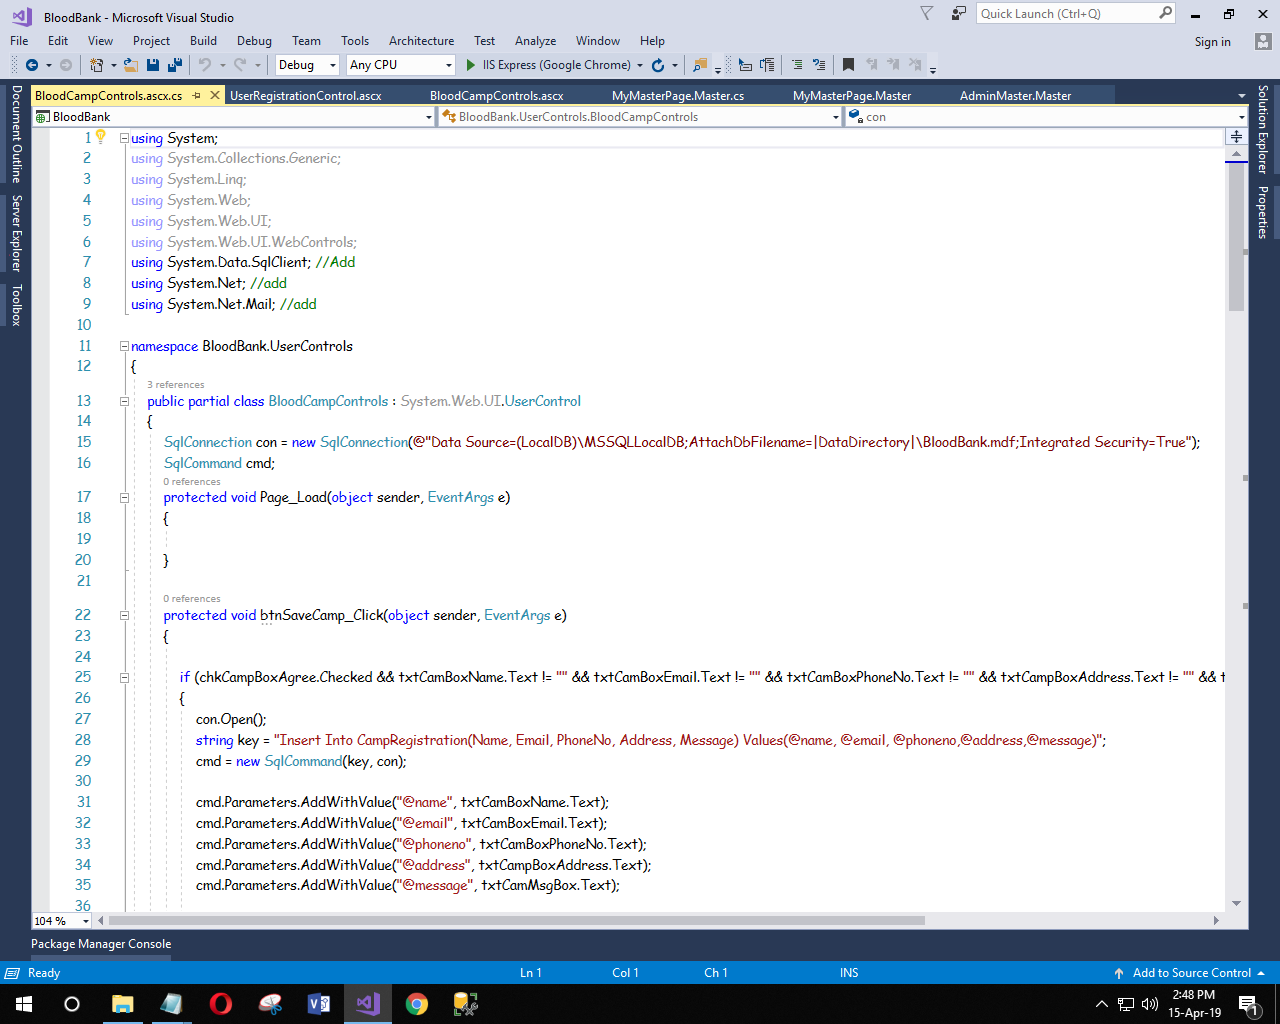 BloodBank - Microsoft Visual Studio
Quick Launch (Ctrl+Q)
File Edit View Project Build Debug Team Tools Architecture Test Analyze Window Help
Sign in
Debug Any CPU IIS Express (Google Chrome)
BloodCampControls.ascx.cs UserRegistrationControl.ascx BloodCampControls.ascx MyMasterPage.Master.cs MyMasterPage.Master AdminMaster.Master
BloodBank BloodBank.UserControls.BloodCampControls con
Document Outline
Server Explorer
Toolbox
Solution Explorer
Properties
1 using System;
2 using System.Collections.Generic;
3 using System.Linq;
4 using System.Web;
5 using System.Web.UI;
6 using System.Web.UI.WebControls;
7 using System.Data.SqlClient; //Add
8 using System.Net; //add
9 using System.Net.Mail; //add
10
11 namespace BloodBank.UserControls
12 {
3 references
13 public partial class BloodCampControls : System.Web.UI.UserControl
14 {
15 SqlConnection con = new SqlConnection(@"Data Source=(LocalDB)\MSSQLLocalDB;AttachDbFilename=|DataDirectory|\BloodBank.mdf;Integrated Security=True");
16 SqlCommand cmd;
0 references
17 protected void Page_Load(object sender, EventArgs e)
18 {
19
20 }
21
0 references
22 protected void btnSaveCamp_Click(object sender, EventArgs e)
23 {
24
25 if (chkCampBoxAgree.Checked && txtCamBoxName.Text != "" && txtCamBoxEmail.Text != "" && txtCamBoxPhoneNo.Text != "" && txtCampBoxAddress.Text != "" && t
26 {
27 con.Open();
28 string key = "Insert Into CampRegistration(Name, Email, PhoneNo, Address, Message) Values(@name, @email, @phoneno,@address,@message)";
29 cmd = new SqlCommand(key, con);
30
31 cmd.Parameters.AddWithValue("@name", txtCamBoxName.Text);
32 cmd.Parameters.AddWithValue("@email", txtCamBoxEmail.Text);
33 cmd.Parameters.AddWithValue("@phoneno", txtCamBoxPhoneNo.Text);
34 cmd.Parameters.AddWithValue("@address", txtCampBoxAddress.Text);
35 cmd.Parameters.AddWithValue("@message", txtCamMsgBox.Text);
36
104 %
Package Manager Console
Ready Ln 1 Col 1 Ch 1 INS Add to Source Control
2:48 PM
15-Apr-19
1